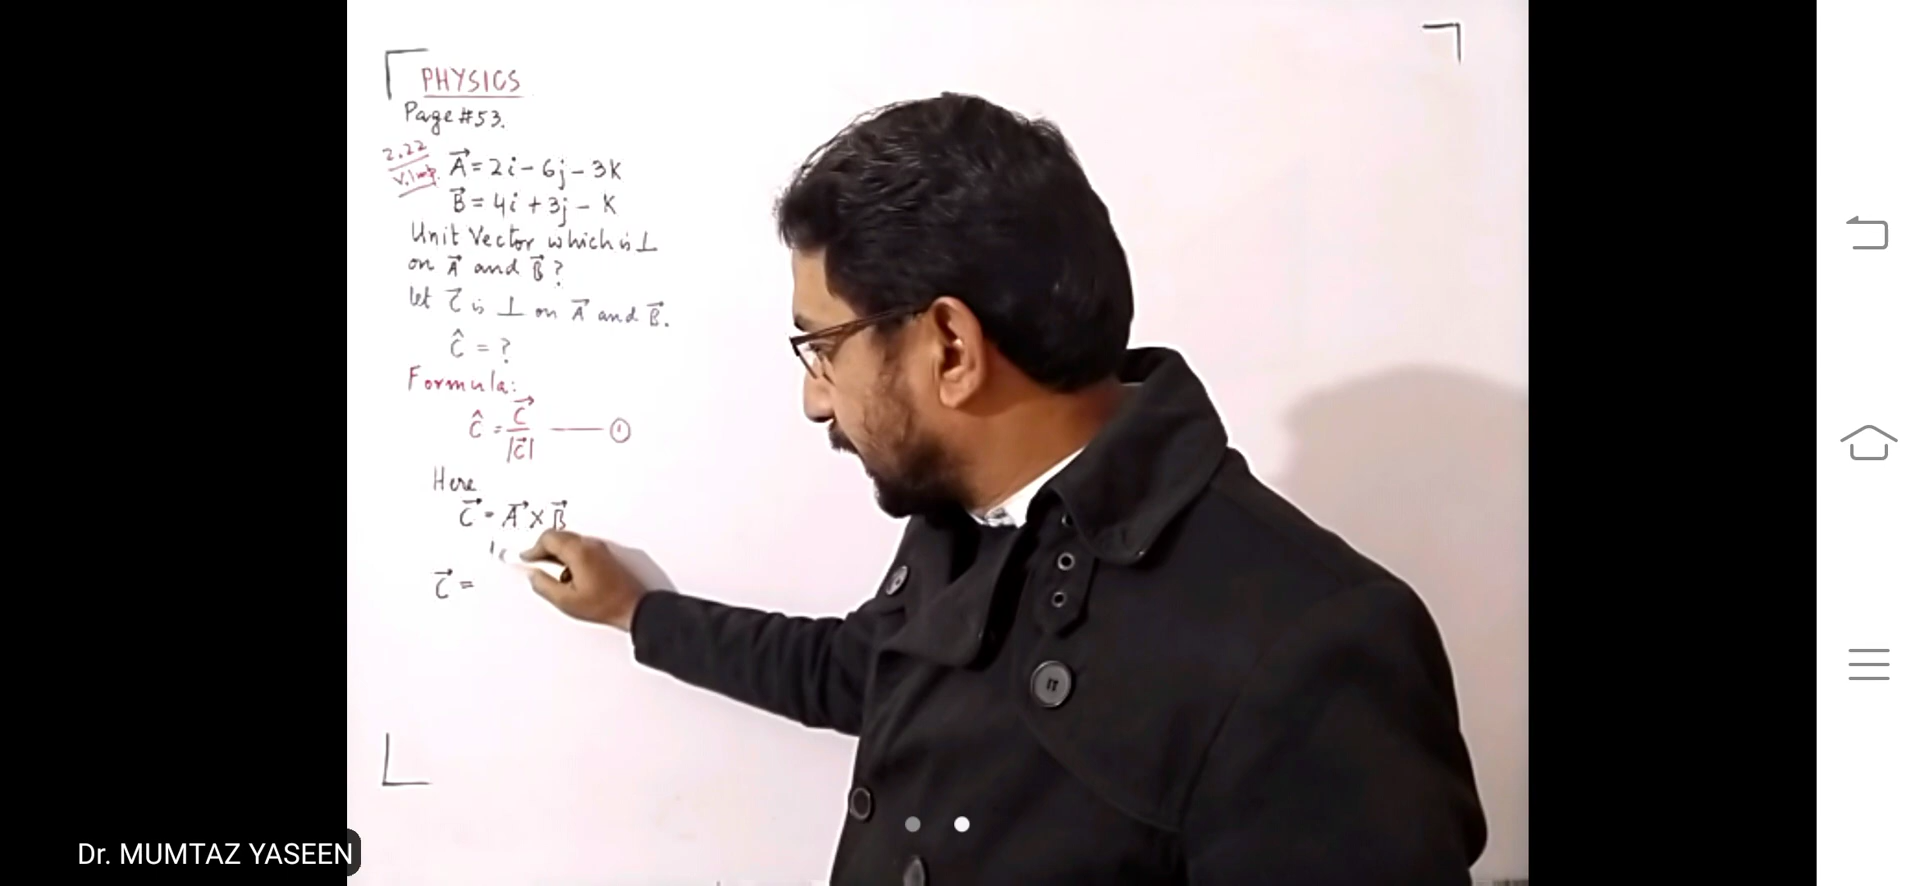 PHYSICS
Page #53.
2.22
V.Imp.
A⃗ = 2i - 6j - 3K
B⃗ = 4i + 3j - K
Unit Vector which is ⊥
on A⃗ and B⃗ ?
let C⃗ is ⊥ on A⃗ and B⃗.
Ĉ = ?
Formula:
Ĉ = C⃗ / |C⃗| —— ①
Here
C⃗ = A⃗ × B⃗
C⃗ =
Dr. MUMTAZ YASEEN